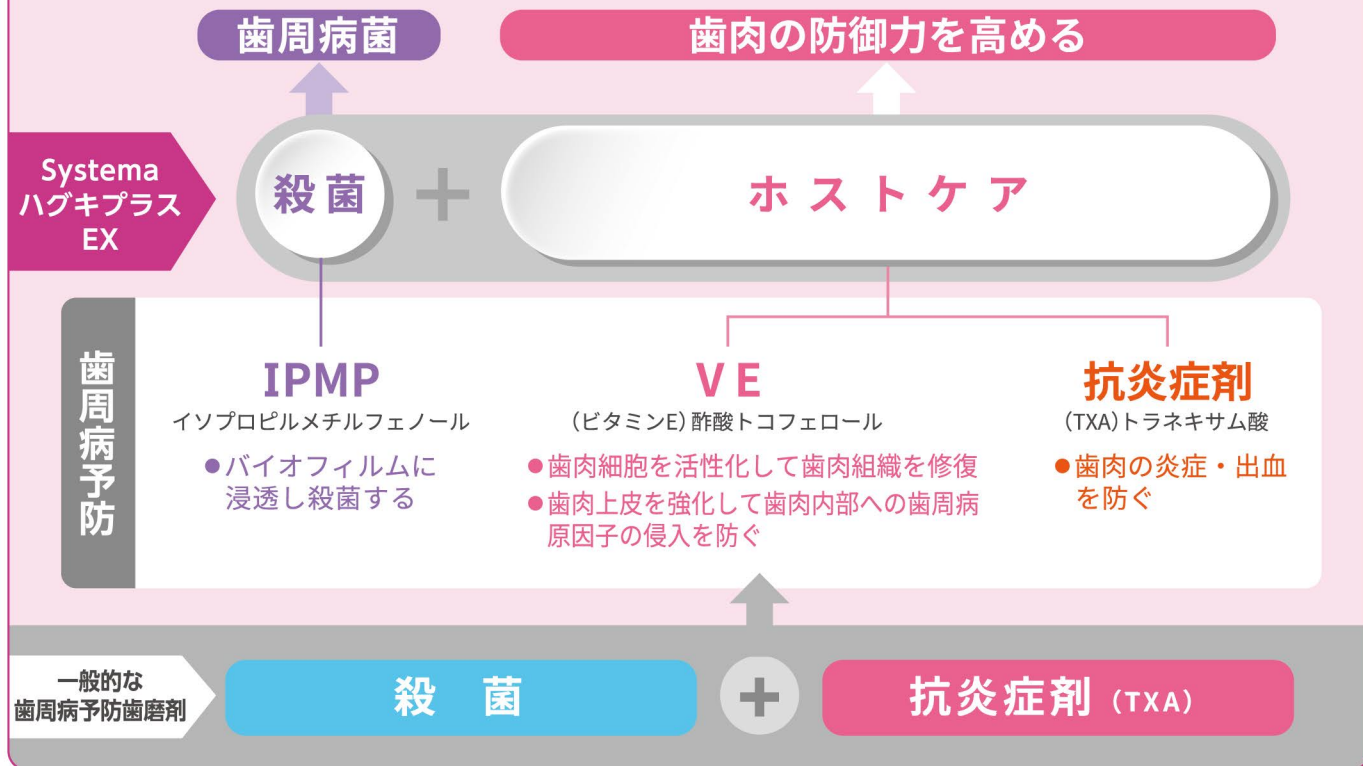 歯周病菌
歯肉の防御力を高める
Systema
ハグキプラス
EX
殺菌
+
ホストケア
歯周病予防
IPMP
イソプロピルメチルフェノール
●バイオフィルムに
浸透し殺菌する
VE
(ビタミンE)酢酸トコフェロール
●歯肉細胞を活性化して歯肉組織を修復
●歯肉上皮を強化して歯肉内部への歯周病
原因子の侵入を防ぐ
抗炎症剤
(TXA)トラネキサム酸
●歯肉の炎症・出血
を防ぐ
一般的な
歯周病予防歯磨剤
殺菌
+
抗炎症剤(TXA)